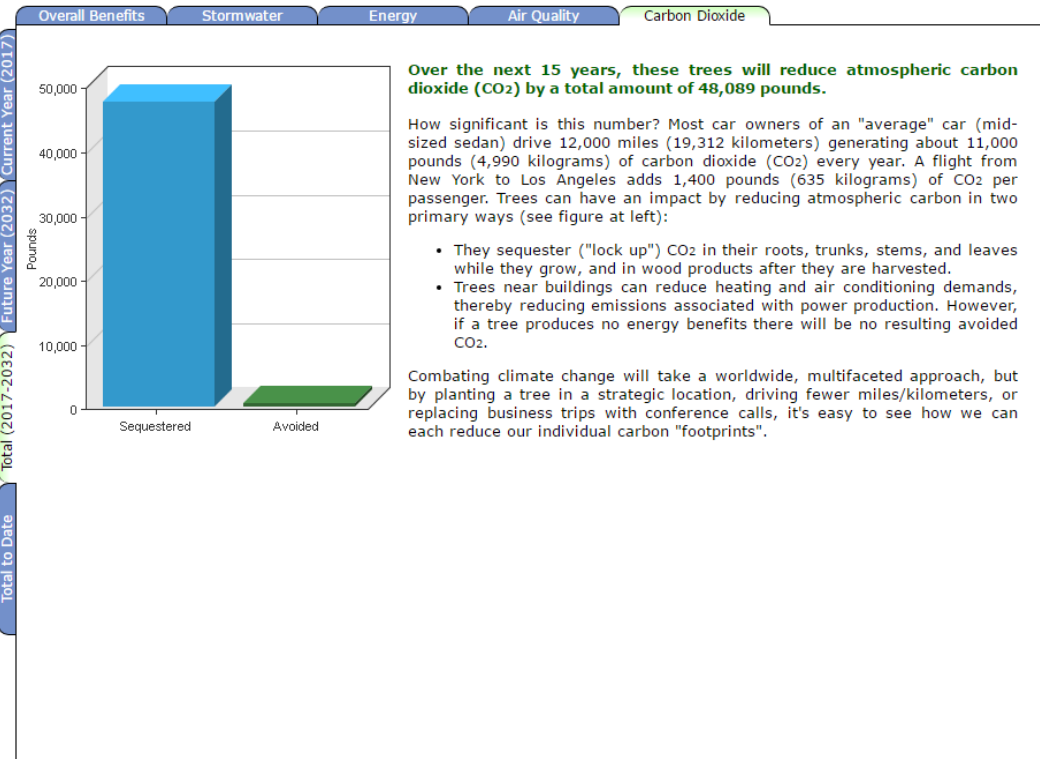 Overall Benefits
Stormwater
Energy
Air Quality
Carbon Dioxide
Current Year (2017)
Future Year (2032)
Total (2017-2032)
Total to Date
50,000
40,000
30,000
20,000
10,000
0
Pounds
Sequestered
Avoided
Over the next 15 years, these trees will reduce atmospheric carbon
dioxide (CO2) by a total amount of 48,089 pounds.
How significant is this number? Most car owners of an "average" car (mid-
sized sedan) drive 12,000 miles (19,312 kilometers) generating about 11,000
pounds (4,990 kilograms) of carbon dioxide (CO2) every year. A flight from
New York to Los Angeles adds 1,400 pounds (635 kilograms) of CO2 per
passenger. Trees can have an impact by reducing atmospheric carbon in two
primary ways (see figure at left):
• They sequester ("lock up") CO2 in their roots, trunks, stems, and leaves
while they grow, and in wood products after they are harvested.
• Trees near buildings can reduce heating and air conditioning demands,
thereby reducing emissions associated with power production. However,
if a tree produces no energy benefits there will be no resulting avoided
CO2.
Combating climate change will take a worldwide, multifaceted approach, but
by planting a tree in a strategic location, driving fewer miles/kilometers, or
replacing business trips with conference calls, it's easy to see how we can
each reduce our individual carbon "footprints".